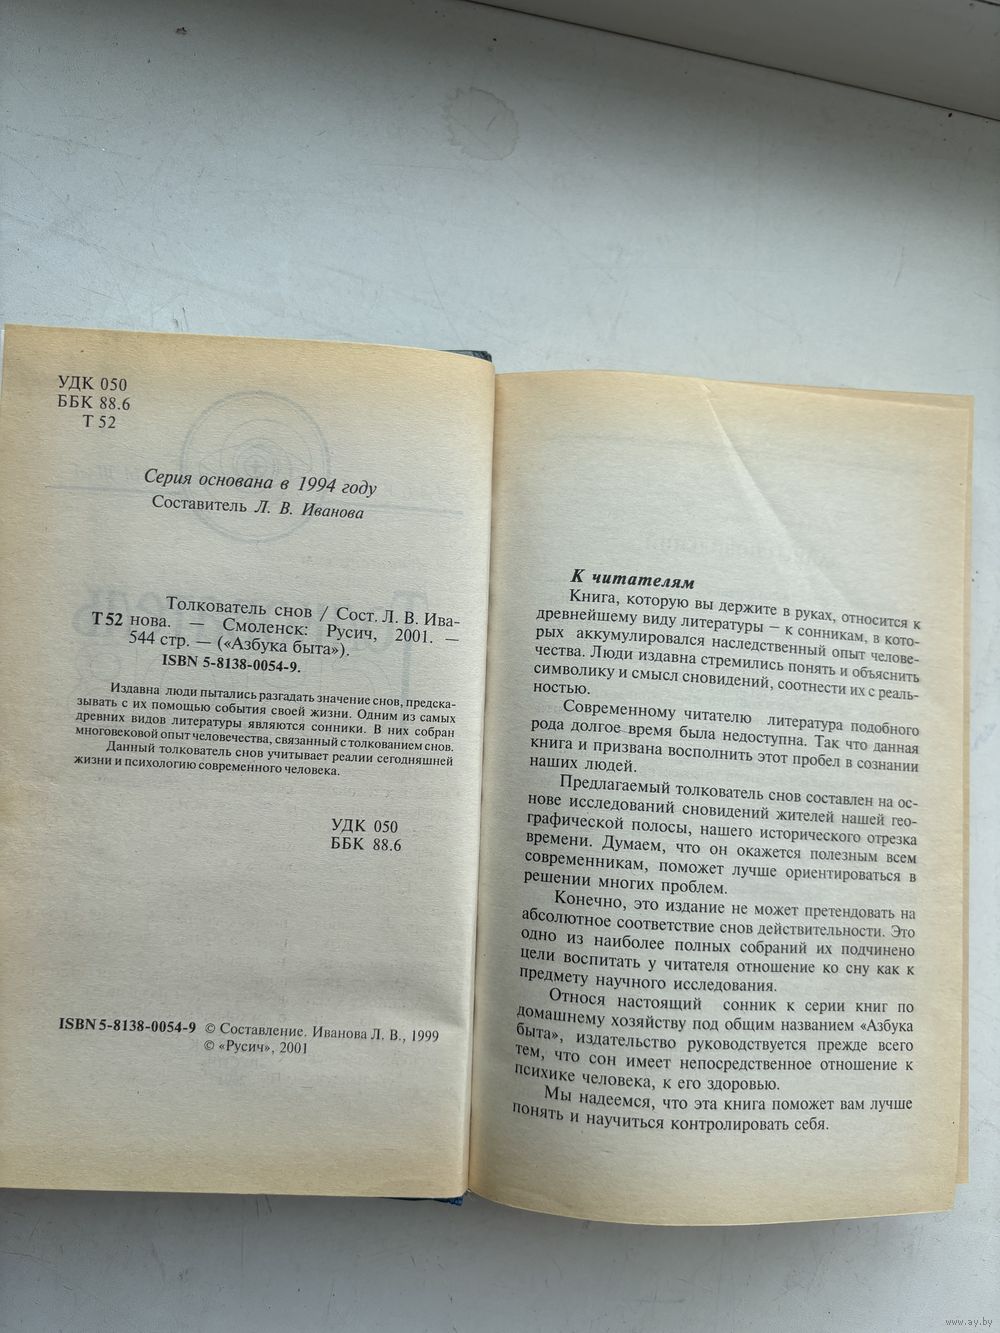 УДК 050
ББК 88.6
Т 52
Серия основана в 1994 году
Составитель Л. В. Иванова
Толкователь снов / Сост. Л. В. Ива-
Т 52 нова. — Смоленск: Русич, 2001. —
544 стр. — («Азбука быта»).
ISBN 5-8138-0054-9.
Издавна люди пытались разгадать значение снов, предска-
зывать с их помощью события своей жизни. Одним из самых
древних видов литературы являются сонники. В них собран
многовековой опыт человечества, связанный с толкованием снов.
Данный толкователь снов учитывает реалии сегодняшней
жизни и психологию современного человека.
УДК 050
ББК 88.6
ISBN 5-8138-0054-9 © Составление. Иванова Л. В., 1999
© «Русич», 2001
К читателям
Книга, которую вы держите в руках, относится к
древнейшему виду литературы — к сонникам, в кото-
рых аккумулировался наследственный опыт челове-
чества. Люди издавна стремились понять и объяснить
символику и смысл сновидений, соотнести их с реаль-
ностью.
Современному читателю литература подобного
рода долгое время была недоступна. Так что данная
книга и призвана восполнить этот пробел в сознании
наших людей.
Предлагаемый толкователь снов составлен на ос-
нове исследований сновидений жителей нашей гео-
графической полосы, нашего исторического отрезка
времени. Думаем, что он окажется полезным всем
современникам, поможет лучше ориентироваться в
решении многих проблем.
Конечно, это издание не может претендовать на
абсолютное соответствие снов действительности. Это
одно из наиболее полных собраний их подчинено
цели воспитать у читателя отношение ко сну как к
предмету научного исследования.
Относя настоящий сонник к серии книг по
домашнему хозяйству под общим названием «Азбука
быта», издательство руководствуется прежде всего
тем, что сон имеет непосредственное отношение к
психике человека, к его здоровью.
Мы надеемся, что эта книга поможет вам лучше
понять и научиться контролировать себя.
www.ay.by